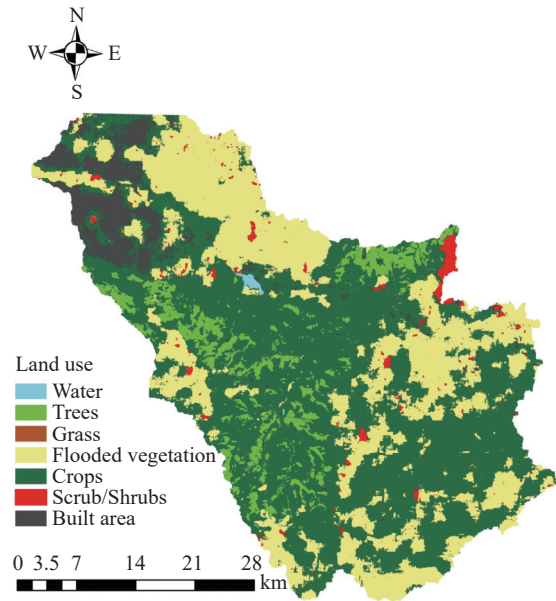 N
W E
S
Land use
Water
Trees
Grass
Flooded vegetation
Crops
Scrub/Shrubs
Built area
0 3.5 7 14 21 28
km